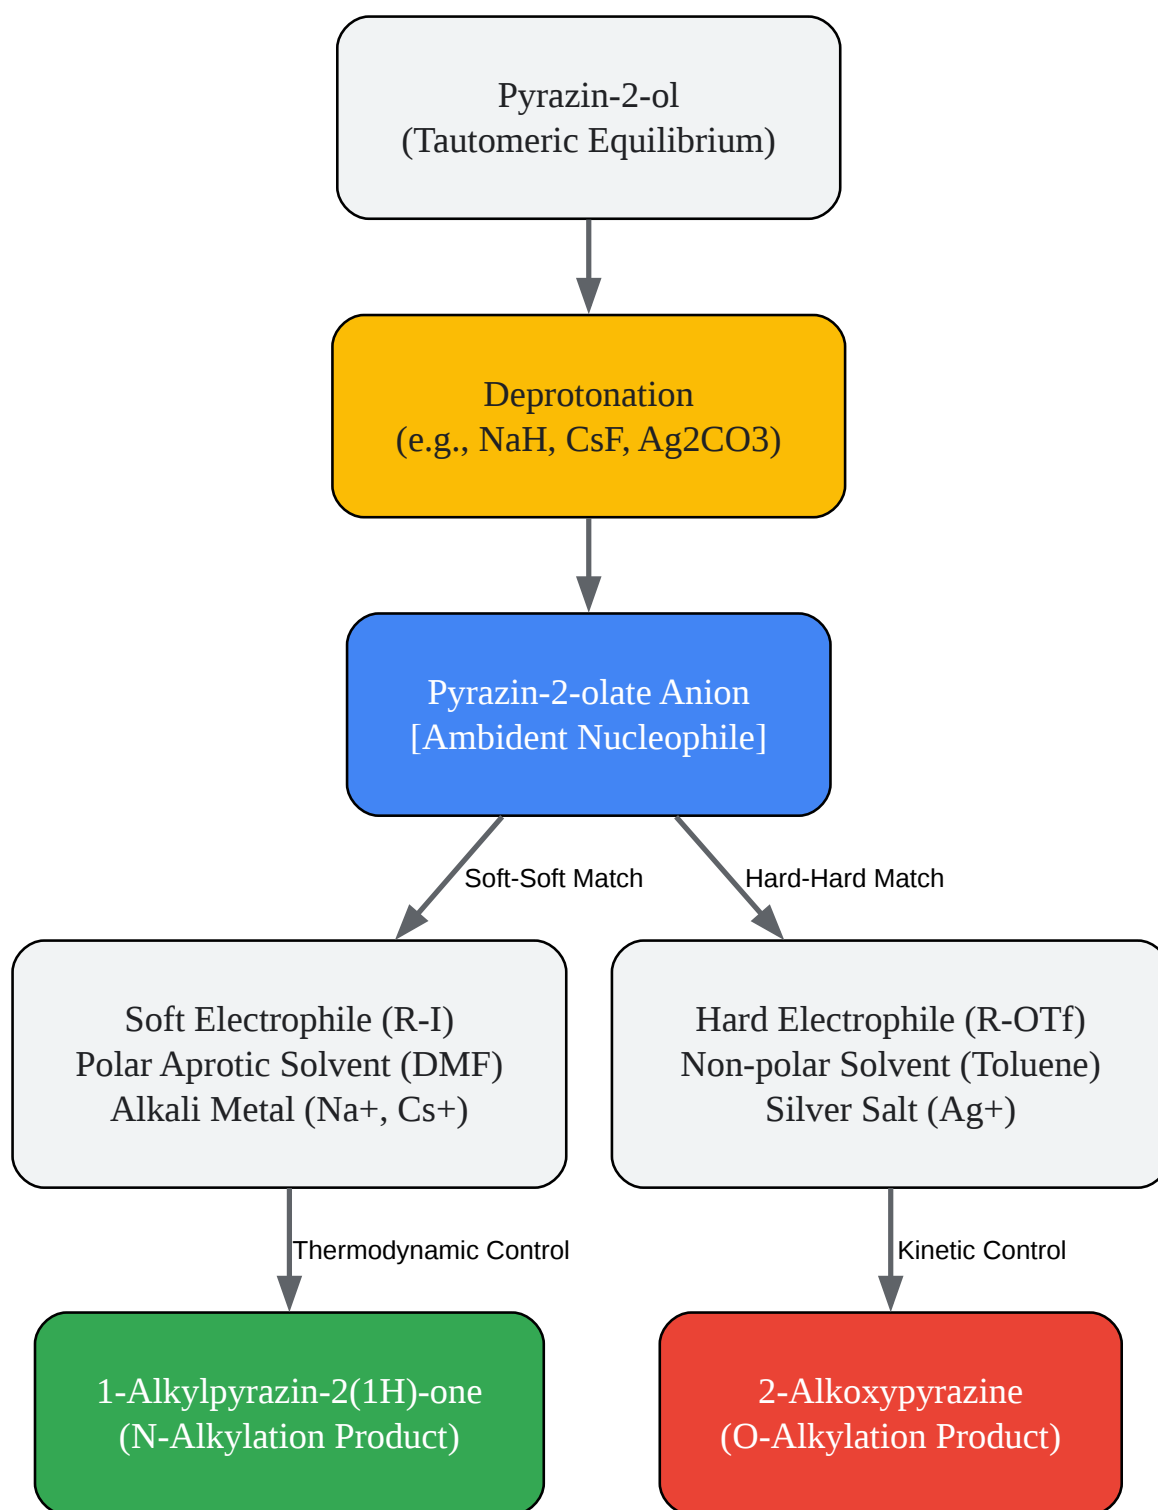 Pyrazin-2-ol
(Tautomeric Equilibrium)
Deprotonation
(e.g., NaH, CsF, Ag2CO3)
Pyrazin-2-olate Anion
[Ambident Nucleophile]
Soft-Soft Match
Hard-Hard Match
Soft Electrophile (R-I)
Polar Aprotic Solvent (DMF)
Alkali Metal (Na+, Cs+)
Hard Electrophile (R-OTf)
Non-polar Solvent (Toluene)
Silver Salt (Ag+)
Thermodynamic Control
Kinetic Control
1-Alkylpyrazin-2(1H)-one
(N-Alkylation Product)
2-Alkoxypyrazine
(O-Alkylation Product)